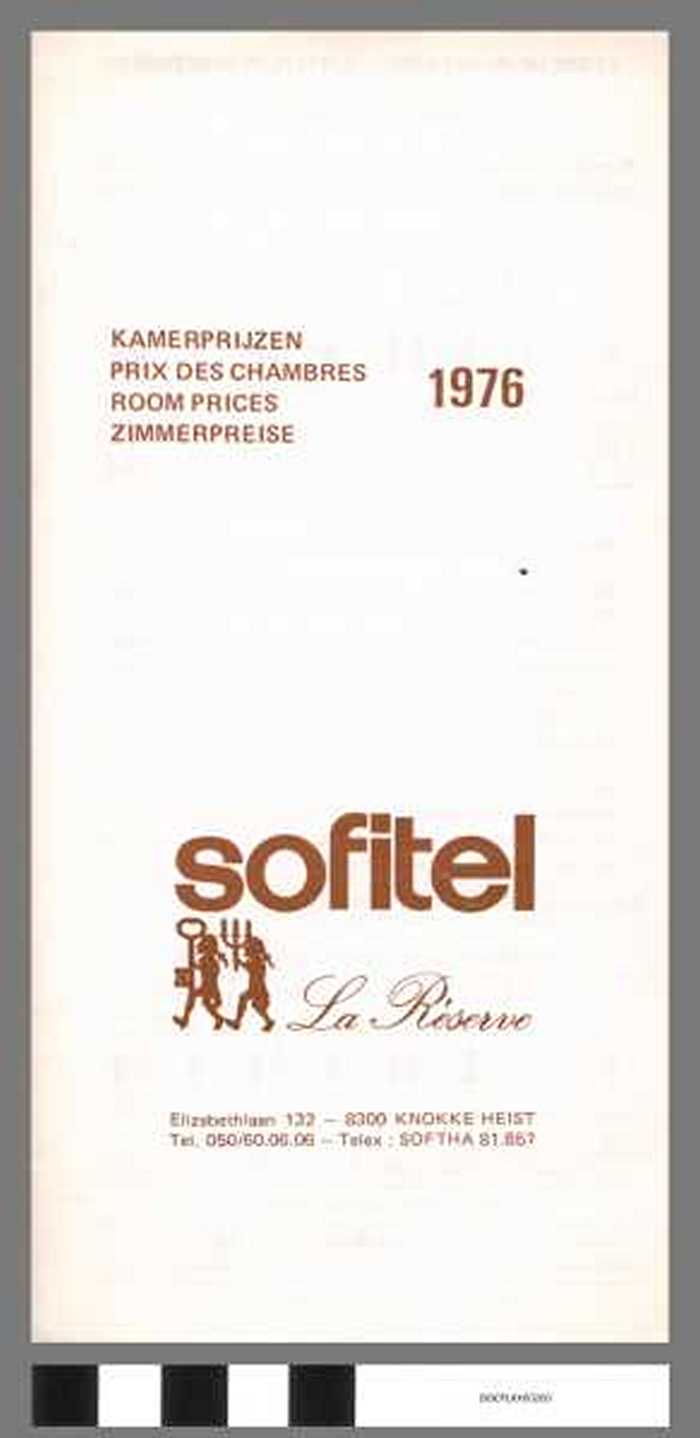 KAMERPRIJZEN
PRIX DES CHAMBRES
ROOM PRICES
ZIMMERPREISE
1976
sofitel
La Réserve
Elizabethlaan 132 – 8300 KNOKKE HEIST
Tel. 050/60.06.06 – Telex : SOFTHA 81.657